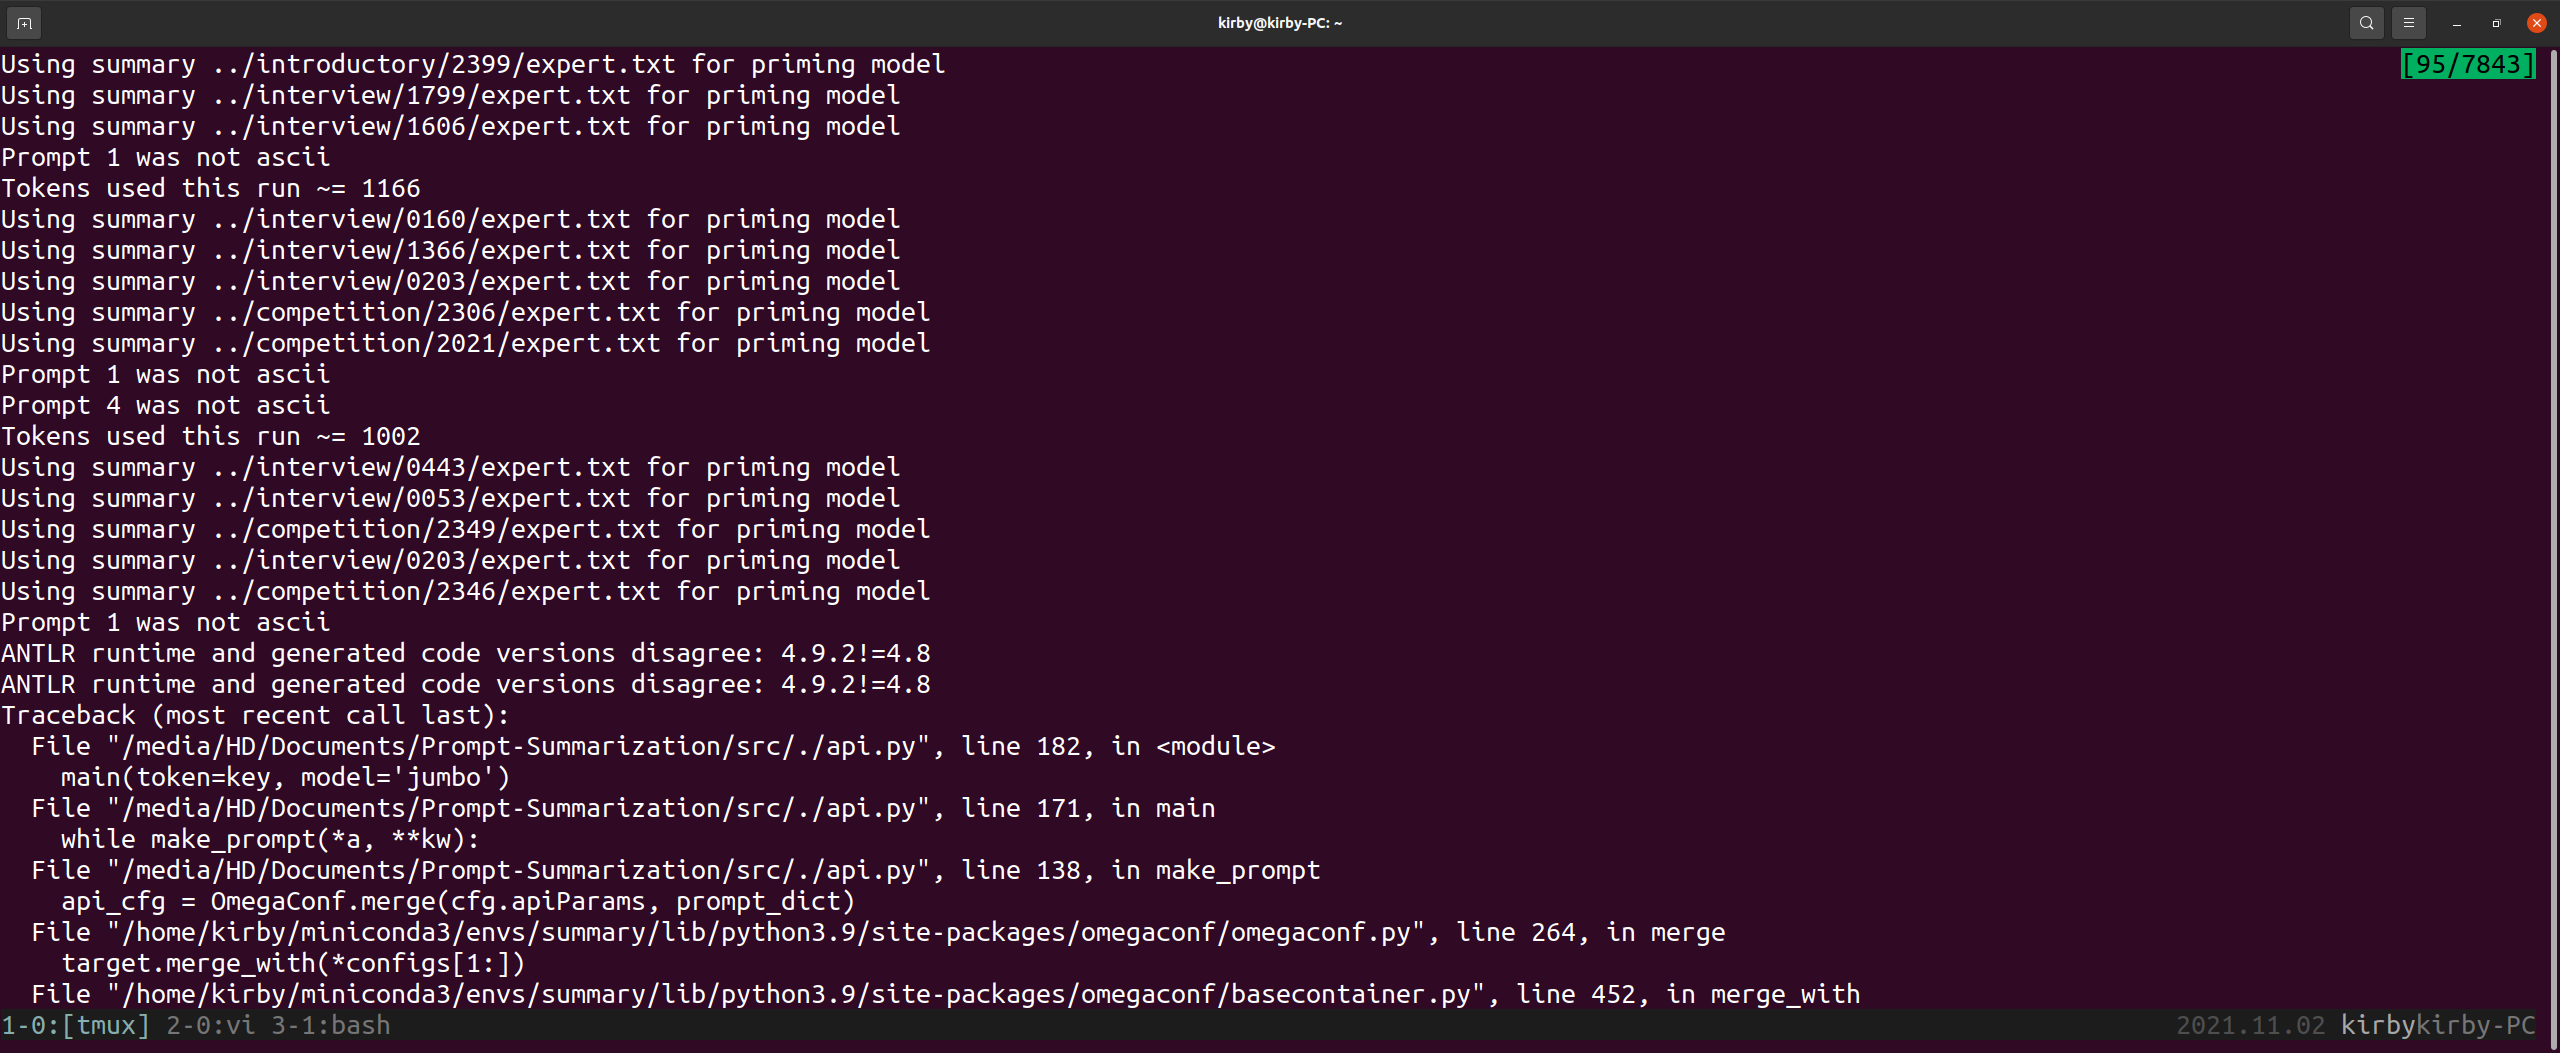 kirby@kirby-PC: ~
Using summary ../introductory/2399/expert.txt for priming model [95/7843]
Using summary ../interview/1799/expert.txt for priming model
Using summary ../interview/1606/expert.txt for priming model
Prompt 1 was not ascii
Tokens used this run ~= 1166
Using summary ../interview/0160/expert.txt for priming model
Using summary ../interview/1366/expert.txt for priming model
Using summary ../interview/0203/expert.txt for priming model
Using summary ../competition/2306/expert.txt for priming model
Using summary ../competition/2021/expert.txt for priming model
Prompt 1 was not ascii
Prompt 4 was not ascii
Tokens used this run ~= 1002
Using summary ../interview/0443/expert.txt for priming model
Using summary ../interview/0053/expert.txt for priming model
Using summary ../competition/2349/expert.txt for priming model
Using summary ../interview/0203/expert.txt for priming model
Using summary ../competition/2346/expert.txt for priming model
Prompt 1 was not ascii
ANTLR runtime and generated code versions disagree: 4.9.2!=4.8
ANTLR runtime and generated code versions disagree: 4.9.2!=4.8
Traceback (most recent call last):
  File "/media/HD/Documents/Prompt-Summarization/src/./api.py", line 182, in <module>
    main(token=key, model='jumbo')
  File "/media/HD/Documents/Prompt-Summarization/src/./api.py", line 171, in main
    while make_prompt(*a, **kw):
  File "/media/HD/Documents/Prompt-Summarization/src/./api.py", line 138, in make_prompt
    api_cfg = OmegaConf.merge(cfg.apiParams, prompt_dict)
  File "/home/kirby/miniconda3/envs/summary/lib/python3.9/site-packages/omegaconf/omegaconf.py", line 264, in merge
    target.merge_with(*configs[1:])
  File "/home/kirby/miniconda3/envs/summary/lib/python3.9/site-packages/omegaconf/basecontainer.py", line 452, in merge_with
1-0:[tmux] 2-0:vi 3-1:bash 2021.11.02 kirbykirby-PC